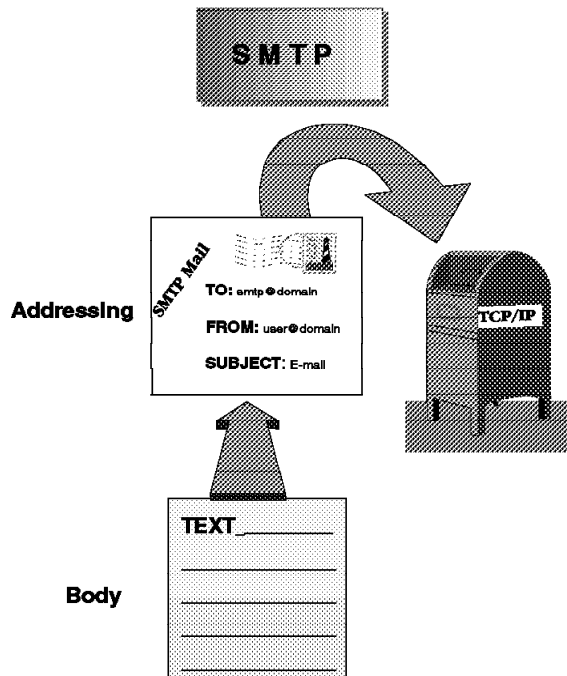 SMTP
SMTP Mail
TO: smtp@domain
Addressing
FROM: user@domain
SUBJECT: E-mail
TCP/IP
TEXT
Body